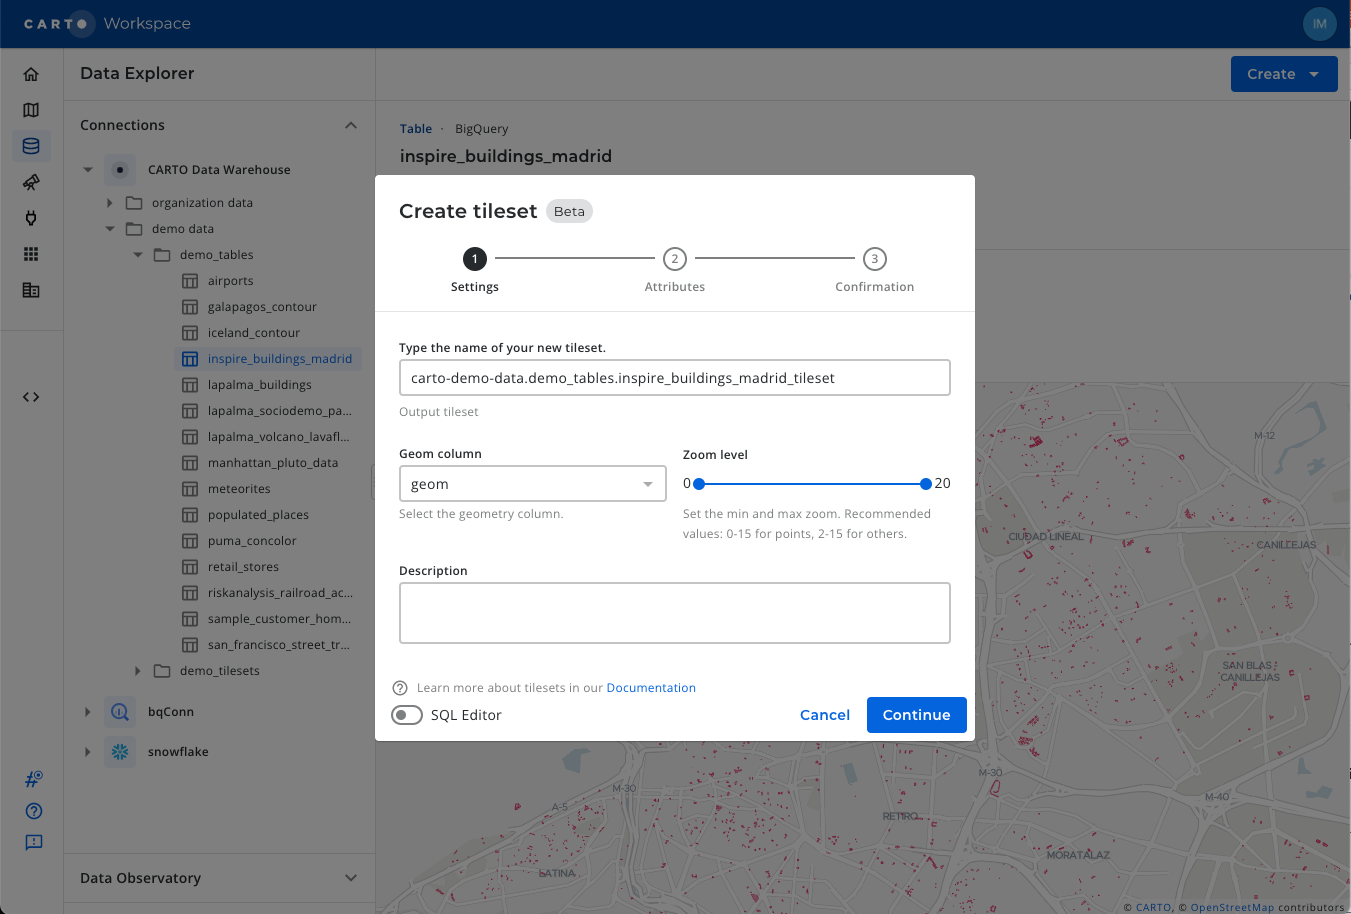 CARTO Workspace
IM
Data Explorer
Create
Connections
CARTO Data Warehouse
organization data
demo data
demo_tables
airports
galapagos_contour
iceland_contour
inspire_buildings_madrid
lapalma_buildings
lapalma_sociodemo_pa...
lapalma_volcano_lavafl...
manhattan_pluto_data
meteorites
populated_places
puma_concolor
retail_stores
riskanalysis_railroad_ac...
sample_customer_hom...
san_francisco_street_tr...
demo_tilesets
bqConn
snowflake
Data Observatory
Table · BigQuery
inspire_buildings_madrid
Create tileset Beta
1 2 3
Settings Attributes Confirmation
Type the name of your new tileset.
carto-demo-data.demo_tables.inspire_buildings_madrid_tileset
Output tileset
Geom column
geom
Select the geometry column.
Zoom level
0 20
Set the min and max zoom. Recommended
values: 0-15 for points, 2-15 for others.
Description
Learn more about tilesets in our Documentation
SQL Editor
Cancel Continue
M-12
CIUDAD LINEAL
CANILLEJAS
SAN BLAS
CANILLEJAS
M-30
M-30
M-40
A-5
RETIRO
MORATALAZ
LATINA
© CARTO, © OpenStreetMap contributors